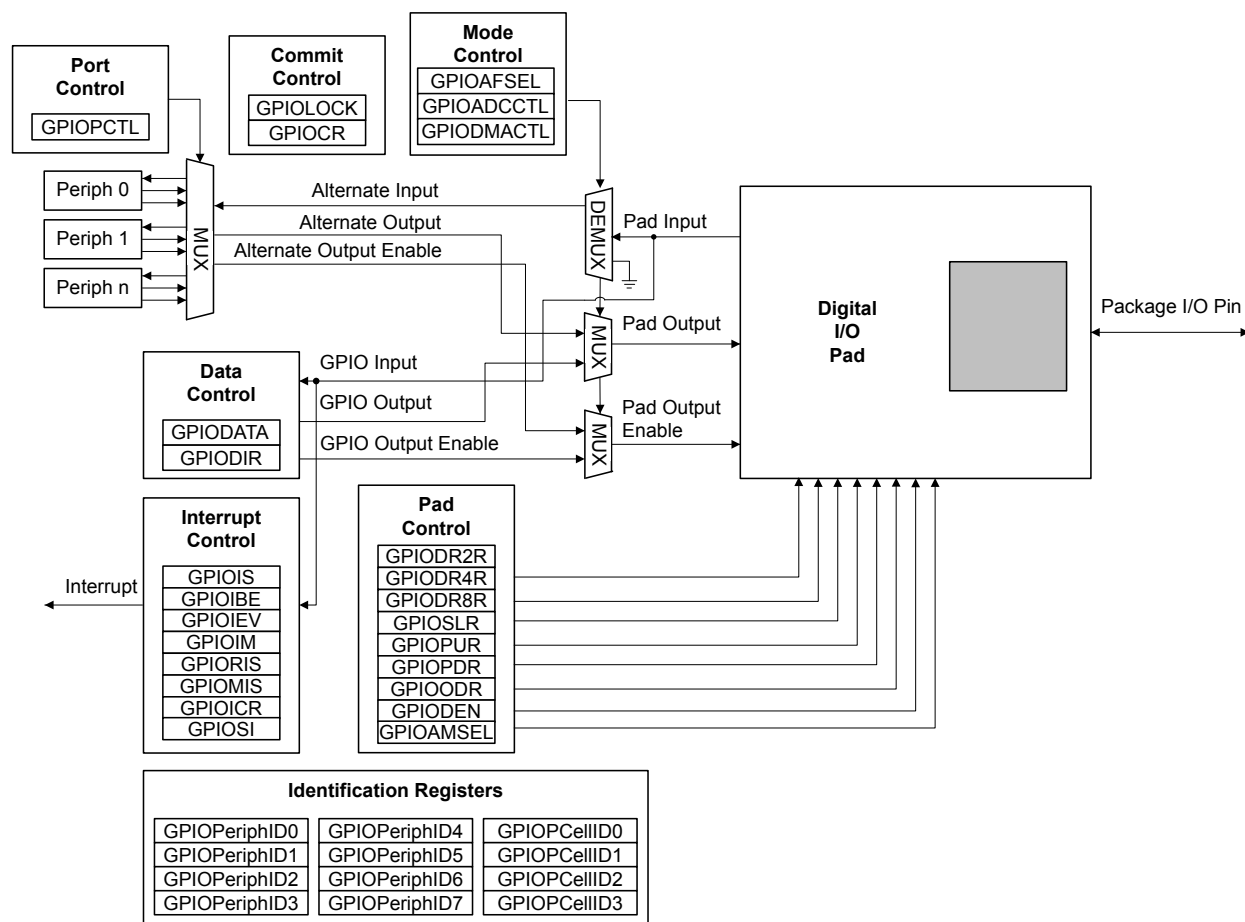 Port
Control
GPIOPCTL
Commit
Control
GPIOLOCK
GPIOCR
Mode
Control
GPIOAFSEL
GPIOADCCTL
GPIODMACTL
Periph 0
Periph 1
Periph n
MUX
Alternate Input
Alternate Output
Alternate Output Enable
DEMUX
Pad Input
MUX
Pad Output
MUX
Pad Output
Enable
Digital
I/O
Pad
Package I/O Pin
Data
Control
GPIODATA
GPIODIR
GPIO Input
GPIO Output
GPIO Output Enable
Interrupt
Control
GPIOIS
GPIOIBE
GPIOIEV
GPIOIM
GPIORIS
GPIOMIS
GPIOICR
GPIOSI
Interrupt
Pad
Control
GPIODR2R
GPIODR4R
GPIODR8R
GPIOSLR
GPIOPUR
GPIOPDR
GPIOODR
GPIODEN
GPIOAMSEL
Identification Registers
GPIOPeriphID0
GPIOPeriphID1
GPIOPeriphID2
GPIOPeriphID3
GPIOPeriphID4
GPIOPeriphID5
GPIOPeriphID6
GPIOPeriphID7
GPIOPCellID0
GPIOPCellID1
GPIOPCellID2
GPIOPCellID3